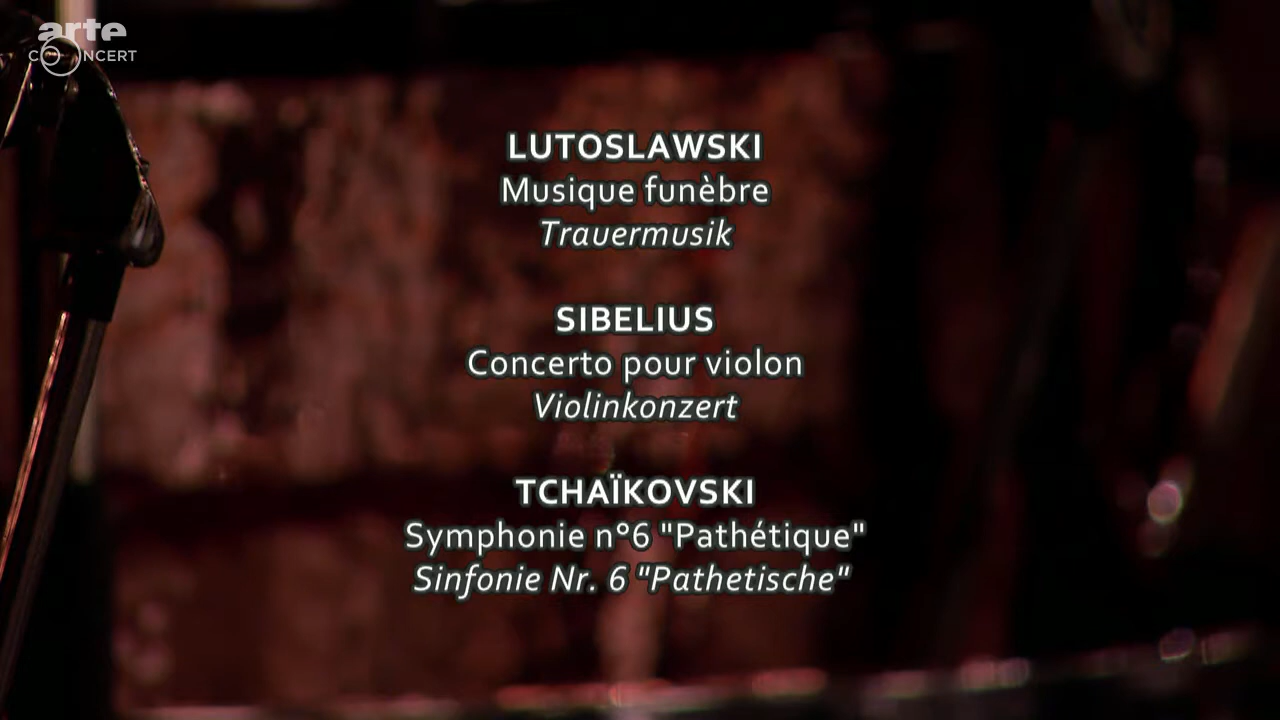 arte
CONCERT
LUTOSLAWSKI
Musique funèbre
Trauermusik
SIBELIUS
Concerto pour violon
Violinkonzert
TCHAÏKOVSKI
Symphonie n°6 "Pathétique"
Sinfonie Nr. 6 "Pathetische"